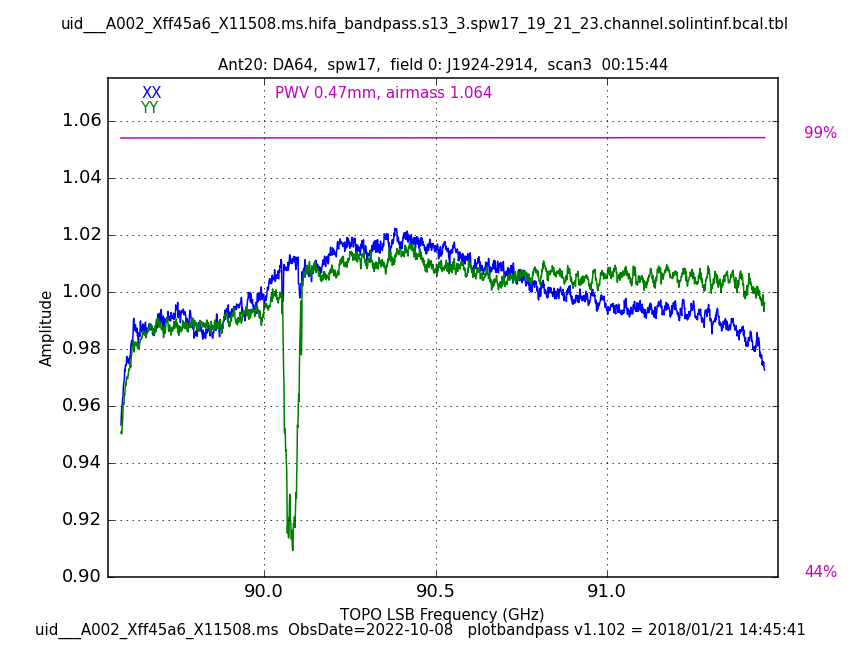 uid___A002_Xff45a6_X11508.ms.hifa_bandpass.s13_3.spw17_19_21_23.channel.solintinf.bcal.tbl
Ant20: DA64,  spw17,  field 0: J1924-2914,  scan3  00:15:44
XX
PWV 0.47mm, airmass 1.064
YY
1.06
99%
1.04
1.02
1.00
Amplitude
0.98
0.96
0.94
0.92
0.90
44%
90.0 90.5 91.0
TOPO LSB Frequency (GHz)
uid___A002_Xff45a6_X11508.ms  ObsDate=2022-10-08   plotbandpass v1.102 = 2018/01/21 14:45:41